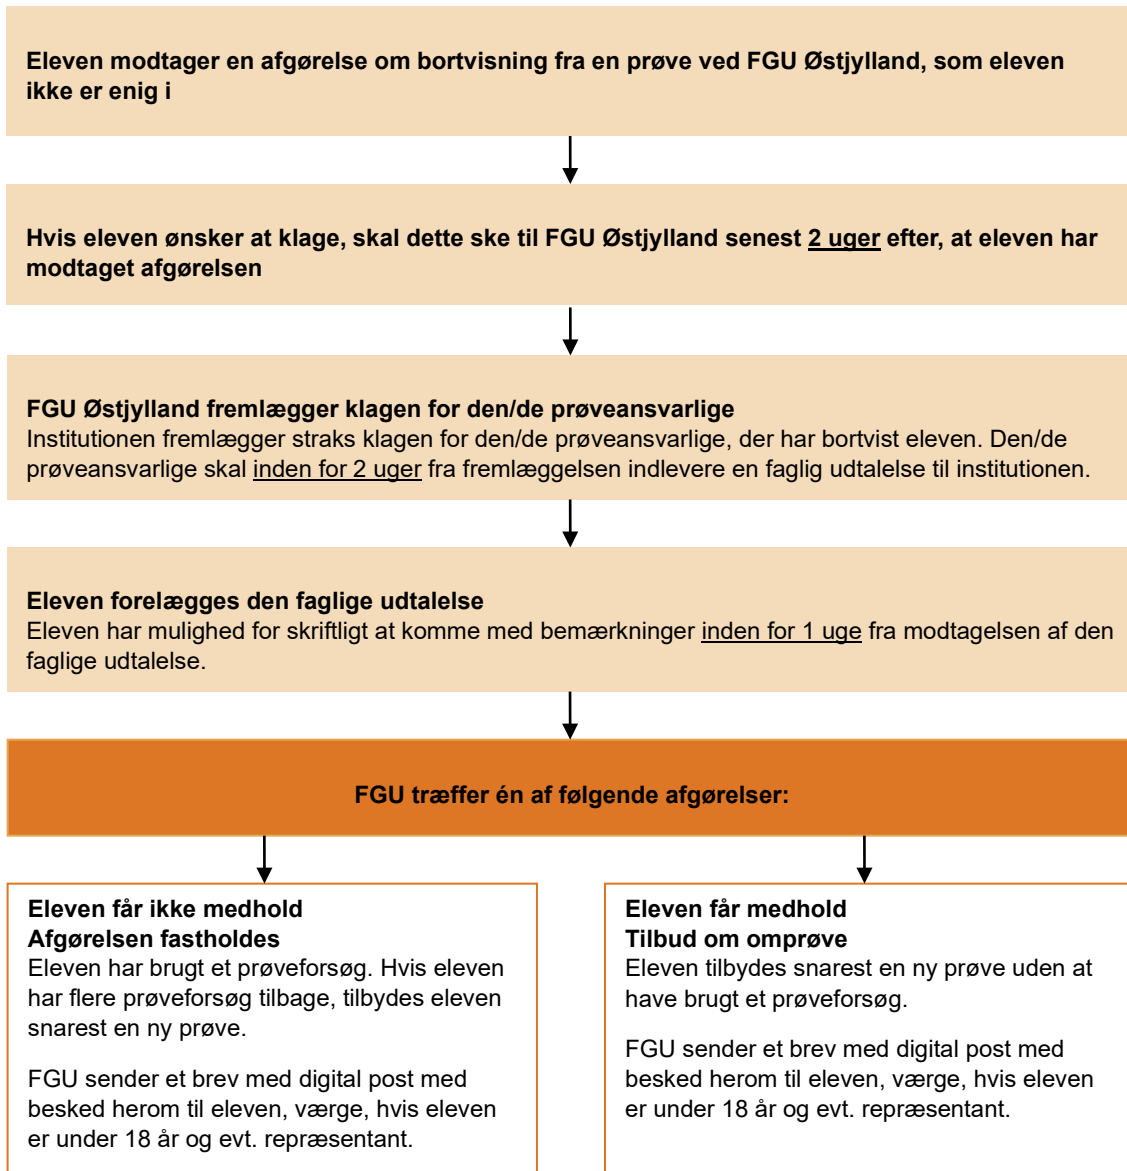 Eleven modtager en afgørelse om bortvisning fra en prøve ved FGU Østjylland, som eleven
ikke er enig i
Hvis eleven ønsker at klage, skal dette ske til FGU Østjylland senest 2 uger efter, at eleven har
modtaget afgørelsen
FGU Østjylland fremlægger klagen for den/de prøveansvarlige
Institutionen fremlægger straks klagen for den/de prøveansvarlige, der har bortvist eleven. Den/de
prøveansvarlige skal inden for 2 uger fra fremlæggelsen indlevere en faglig udtalelse til institutionen.
Eleven forelægges den faglige udtalelse
Eleven har mulighed for skriftligt at komme med bemærkninger inden for 1 uge fra modtagelsen af den
faglige udtalelse.
FGU træffer én af følgende afgørelser:
Eleven får ikke medhold
Afgørelsen fastholdes
Eleven har brugt et prøveforsøg. Hvis eleven
har flere prøveforsøg tilbage, tilbydes eleven
snarest en ny prøve.
FGU sender et brev med digital post med
besked herom til eleven, værge, hvis eleven
er under 18 år og evt. repræsentant.
Eleven får medhold
Tilbud om omprøve
Eleven tilbydes snarest en ny prøve uden at
have brugt et prøveforsøg.
FGU sender et brev med digital post med
besked herom til eleven, værge, hvis eleven
er under 18 år og evt. repræsentant.